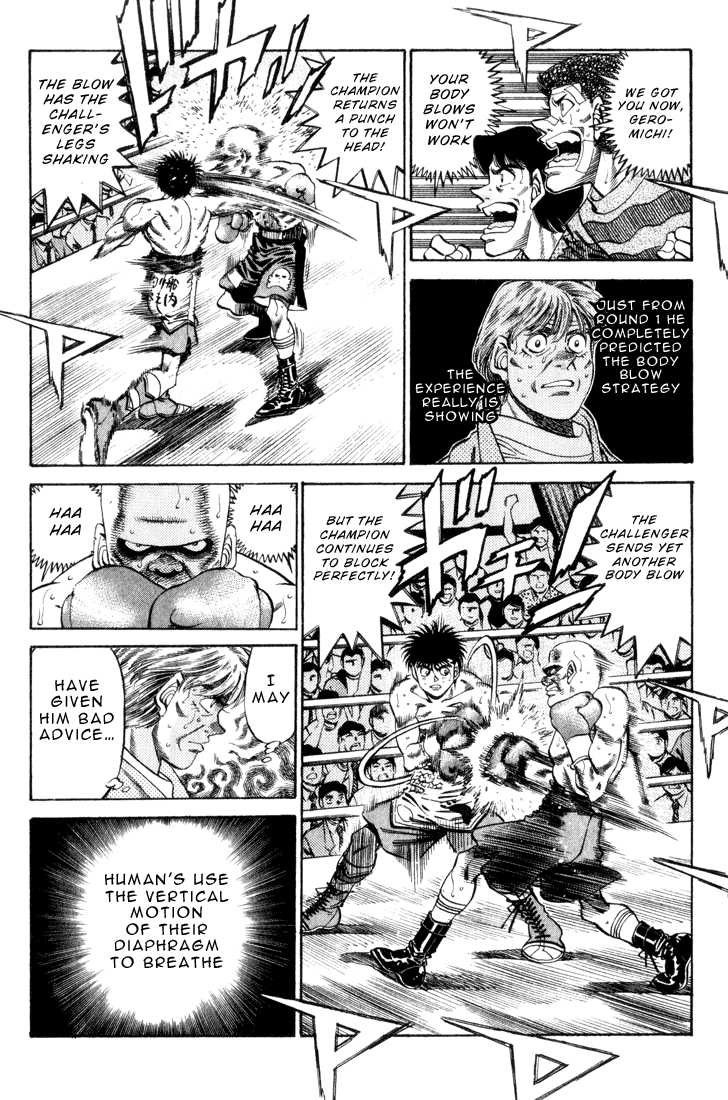 WE GOT
YOU NOW,
GERO-
MICHI!
YOUR
BODY
BLOWS
WON'T
WORK
THE
CHAMPION
RETURNS
A PUNCH
TO THE
HEAD!
THE BLOW
HAS THE
CHALL-
ENGER'S
LEGS
SHAKING
JUST FROM
ROUND 1 HE
COMPLETELY
PREDICTED
THE BODY
BLOW
STRATEGY
THE
EXPERIENCE
REALLY IS
SHOWING
THE
CHALLENGER
SENDS YET
ANOTHER
BODY BLOW
BUT THE
CHAMPION
CONTINUES
TO BLOCK
PERFECTLY!
HAA
HAA
HAA
HAA
I
MAY
HAVE
GIVEN
HIM BAD
ADVICE...
HUMAN'S USE
THE VERTICAL
MOTION
OF THEIR
DIAPHRAGM
TO BREATHE